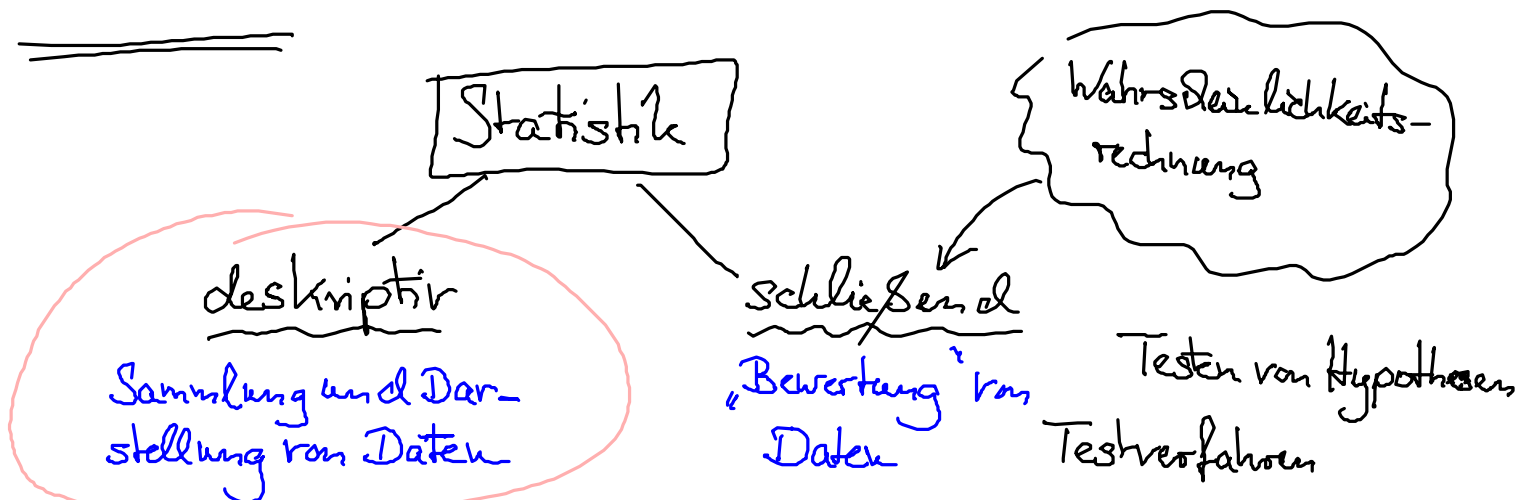 Statistik
Wahrscheinlichkeits-
rechnung
deskriptiv
schließend
Sammlung und Dar-
stellung von Daten
„Bewertung“ von
Daten
Testen von Hypothesen
Testverfahren